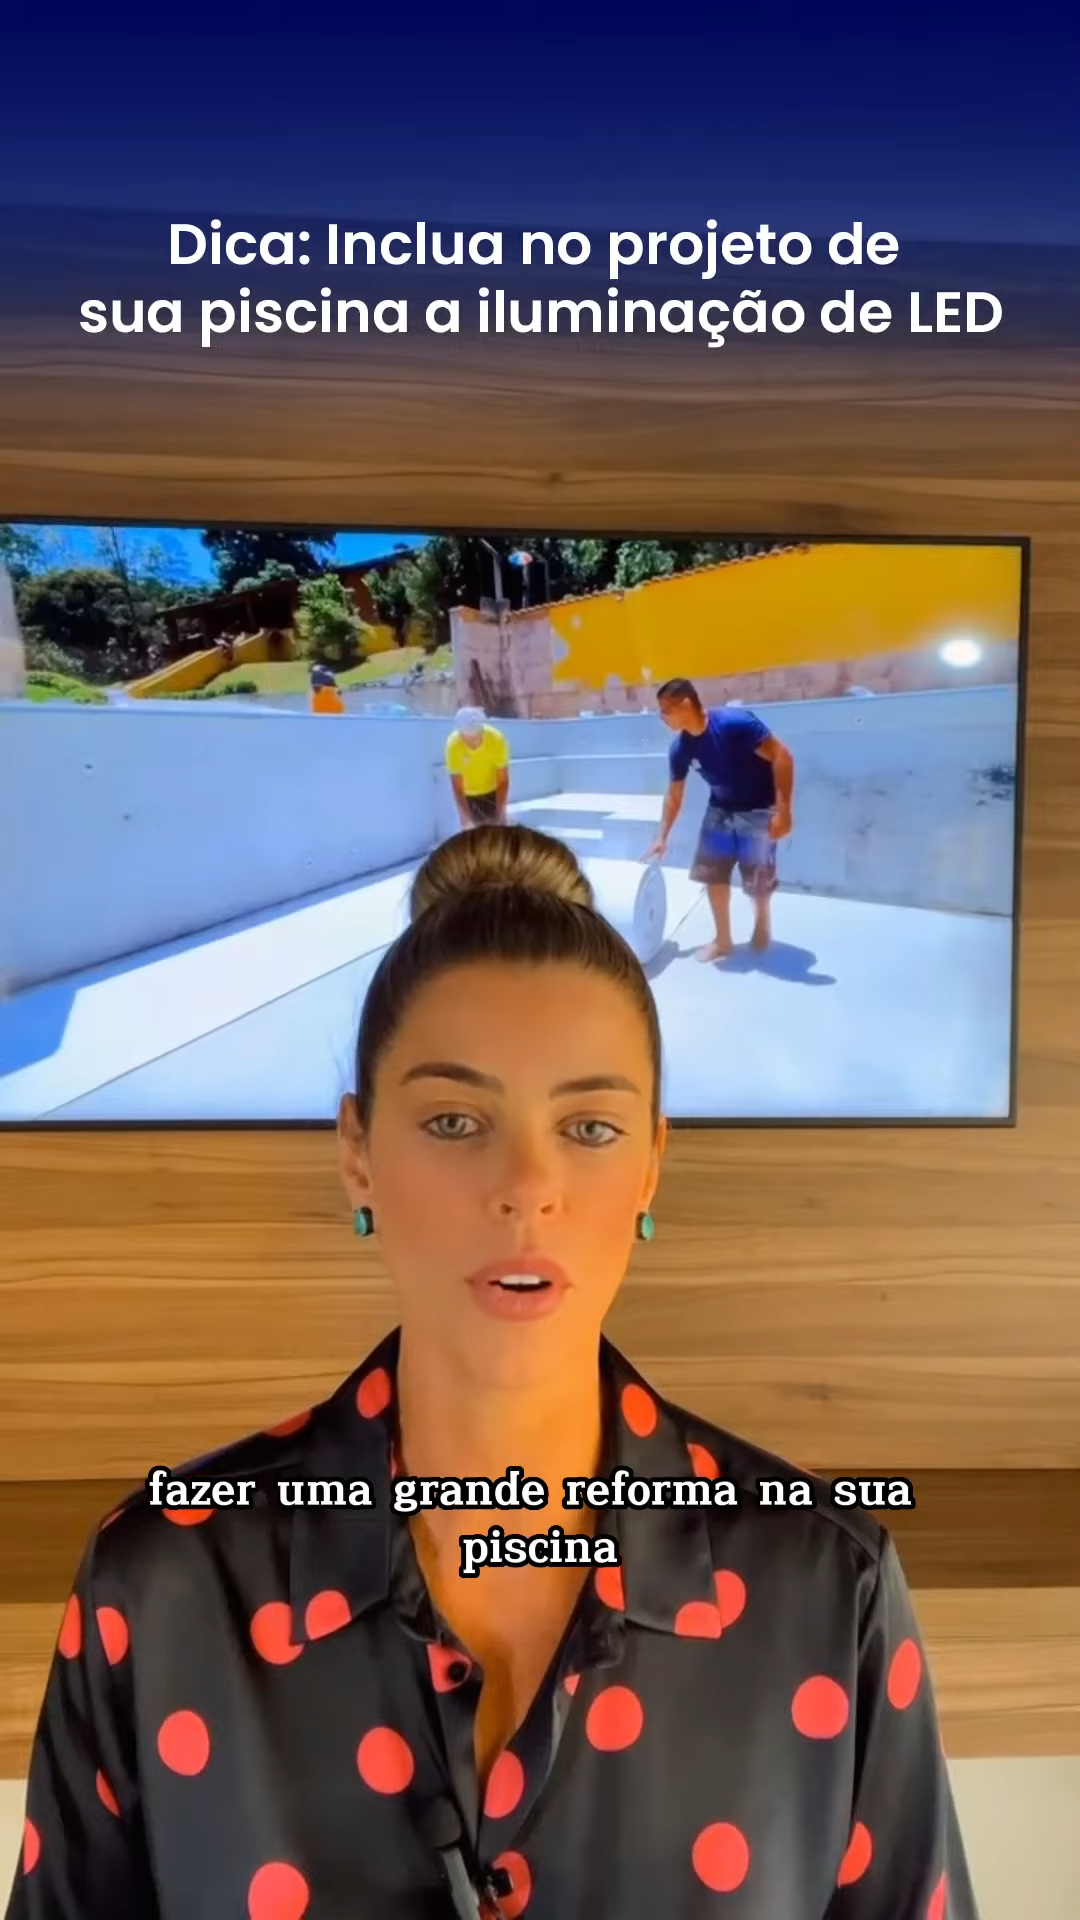 Dica: Inclua no projeto de
sua piscina a iluminação de LED
fazer uma grande reforma na sua
piscina